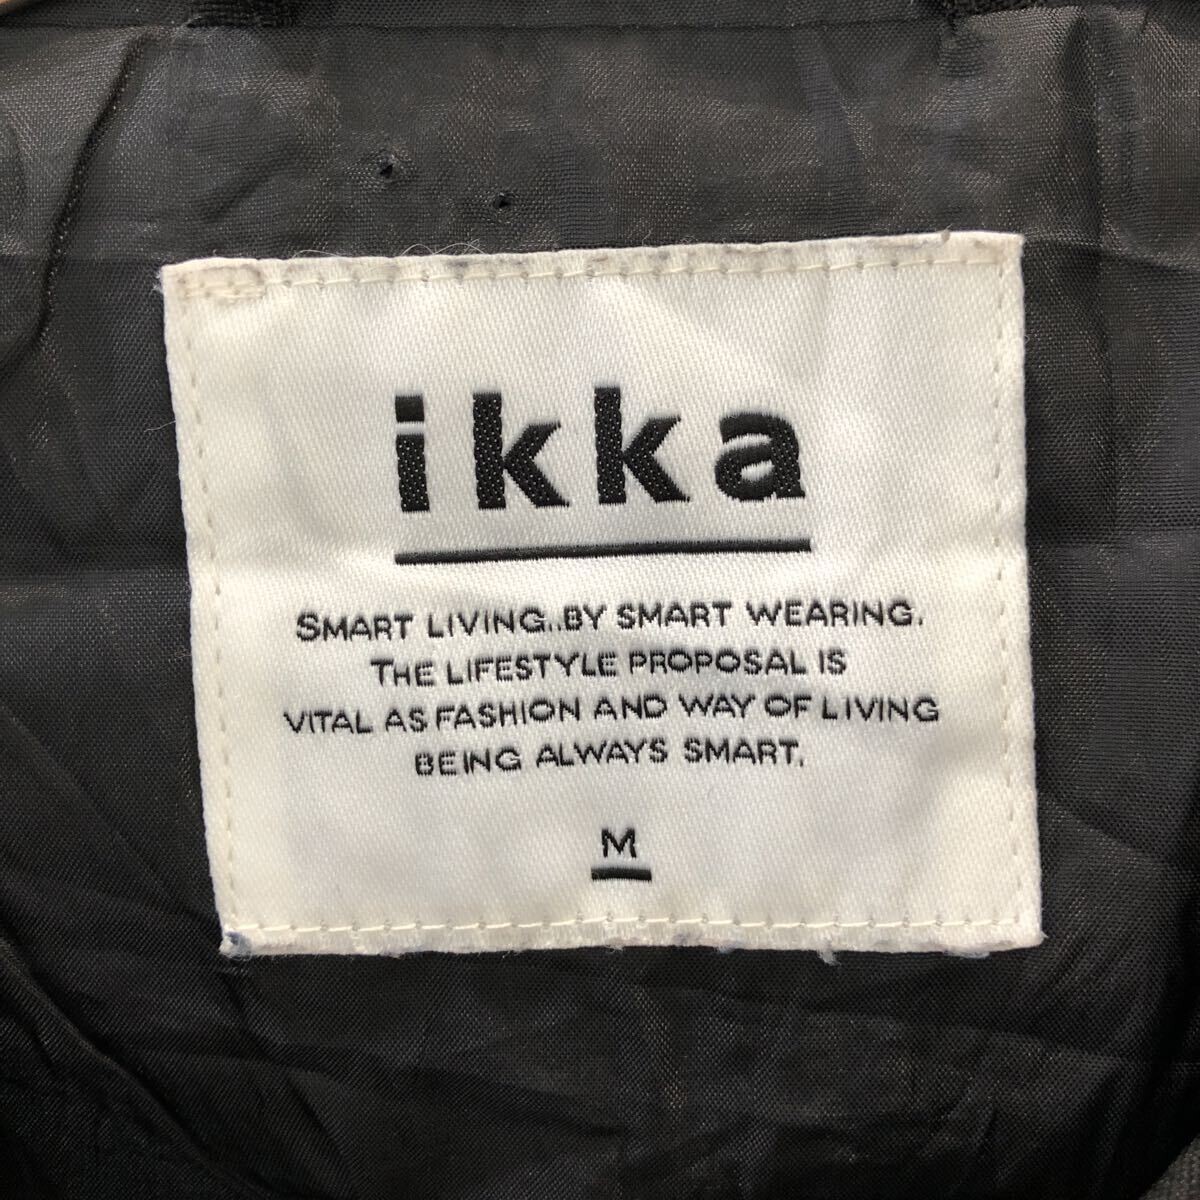 ikka
SMART LIVING..BY SMART WEARING.
THE LIFESTYLE PROPOSAL IS
VITAL AS FASHION AND WAY OF LIVING
BEING ALWAYS SMART.
M